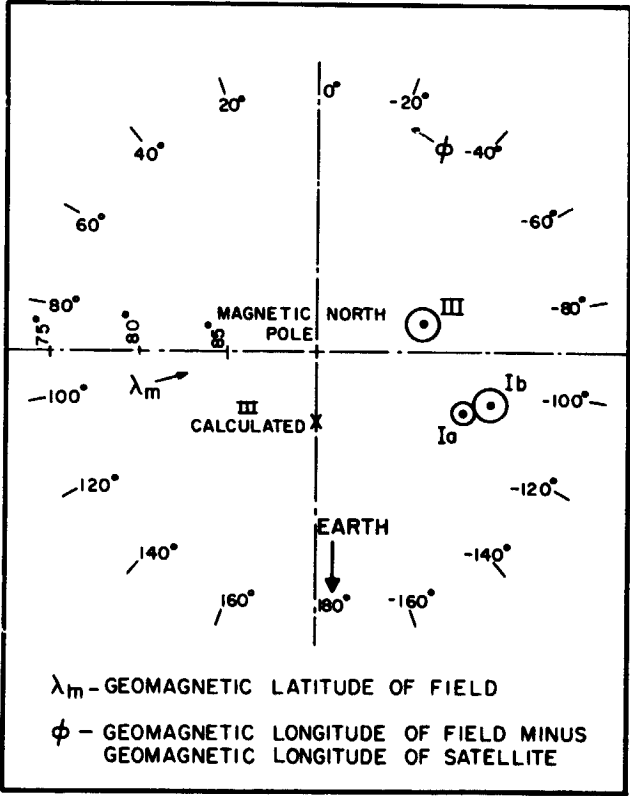 0°
20°
-20°
40°
ϕ
-40°
60°
-60°
80°
-80°
75°
80°
85°
MAGNETIC NORTH
POLE
III
λm
100°
-100°
III
CALCULATED
X
Ia
Ib
120°
-120°
EARTH
140°
-140°
160°
180°
-160°
λm - GEOMAGNETIC LATITUDE OF FIELD
ϕ - GEOMAGNETIC LONGITUDE OF FIELD MINUS
GEOMAGNETIC LONGITUDE OF SATELLITE